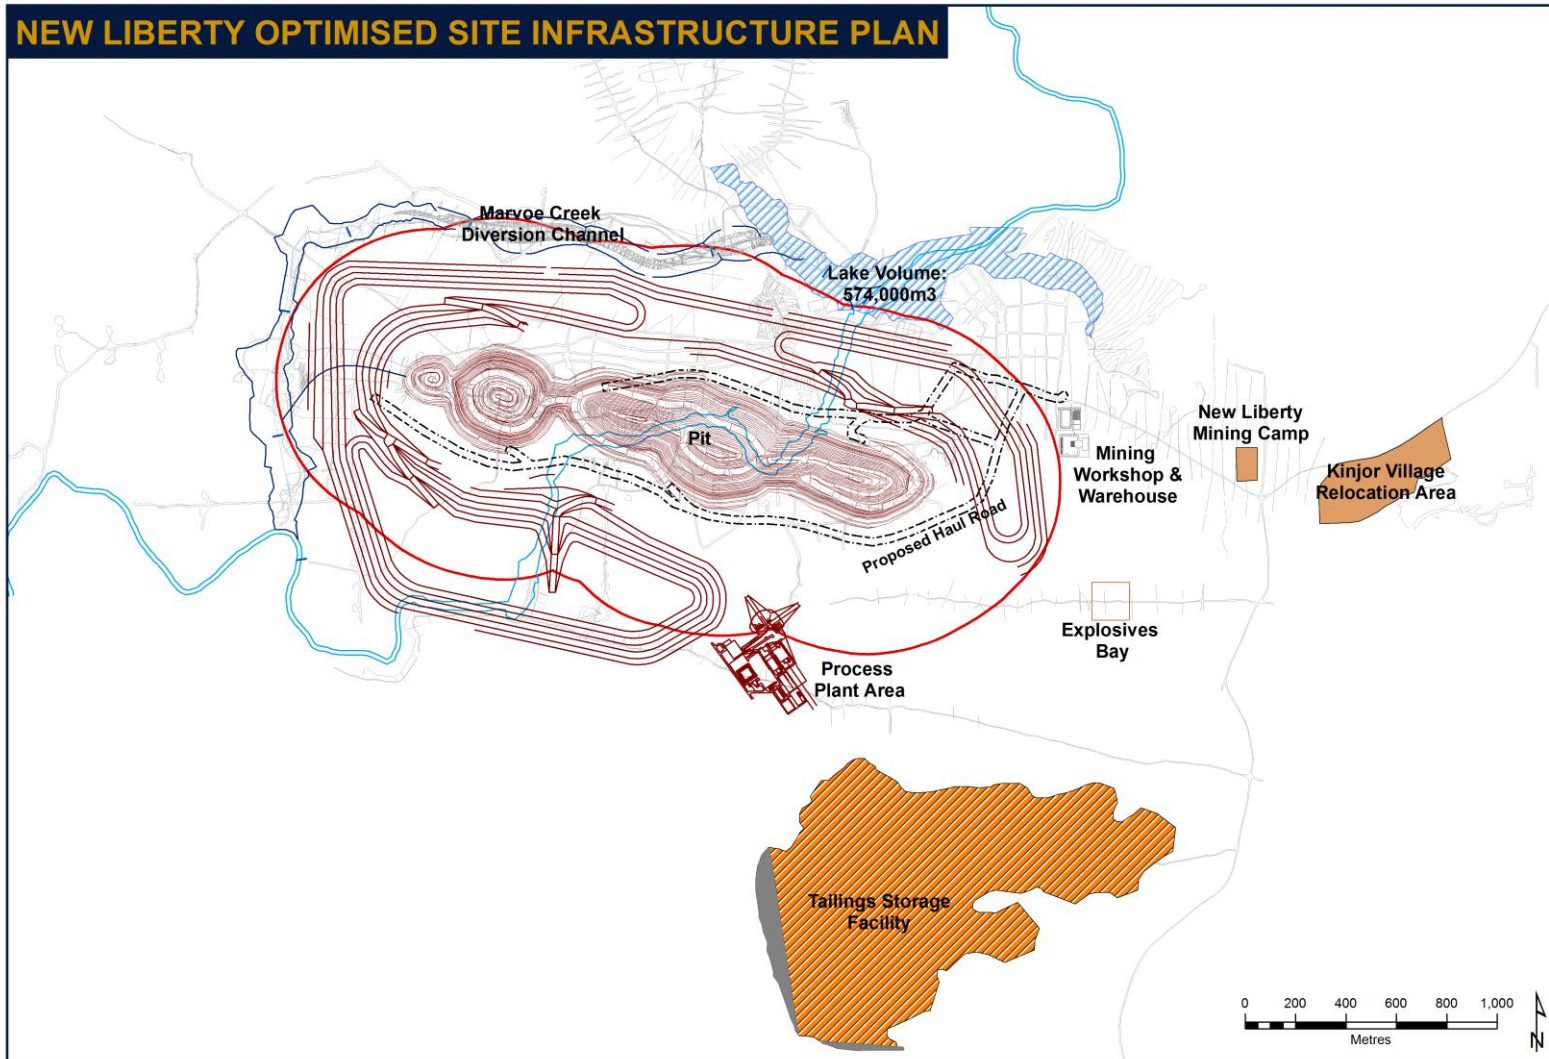 NEW LIBERTY OPTIMISED SITE INFRASTRUCTURE PLAN
Marvoe Creek
Diversion Channel
Lake Volume:
574,000m3
Pit
New Liberty
Mining Camp
Mining
Workshop &
Warehouse
Kinjor Village
Relocation Area
Proposed Haul Road
Explosives
Bay
Process
Plant Area
Tailings Storage
Facility
0 200 400 600 800 1,000
Metres
N